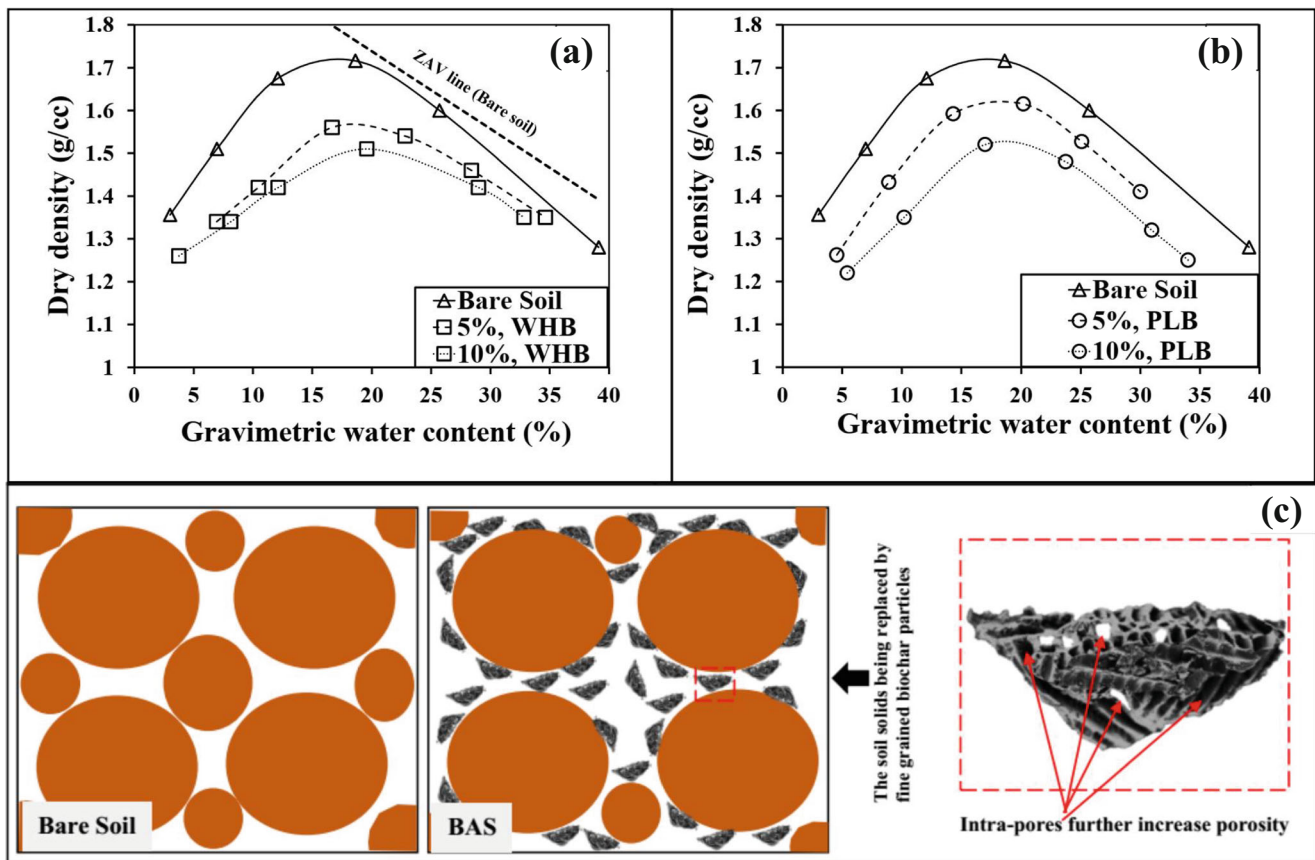 (a)
1.8
1.7
1.6
1.5
1.4
1.3
1.2
1.1
1
Dry density (g/cc)
ZAV line (Bare soil)
Bare Soil
5%, WHB
10%, WHB
0 5 10 15 20 25 30 35 40
Gravimetric water content (%)
(b)
1.8
1.7
1.6
1.5
1.4
1.3
1.2
1.1
1
Dry density (g/cc)
Bare Soil
5%, PLB
10%, PLB
0 5 10 15 20 25 30 35 40
Gravimetric water content (%)
(c)
Bare Soil
BAS
The soil solids being replaced by
fine grained biochar particles
Intra-pores further increase porosity